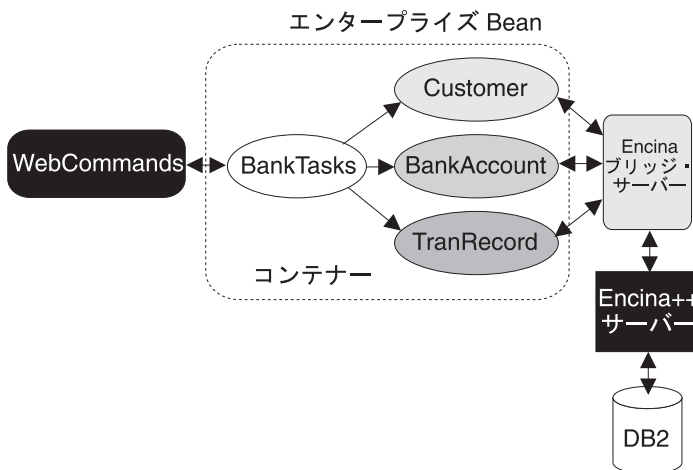 エンタープライズ Bean
Customer
WebCommands
BankTasks
BankAccount
TranRecord
コンテナー
Encina
ブリッジ・
サーバー
Encina++
サーバー
DB2